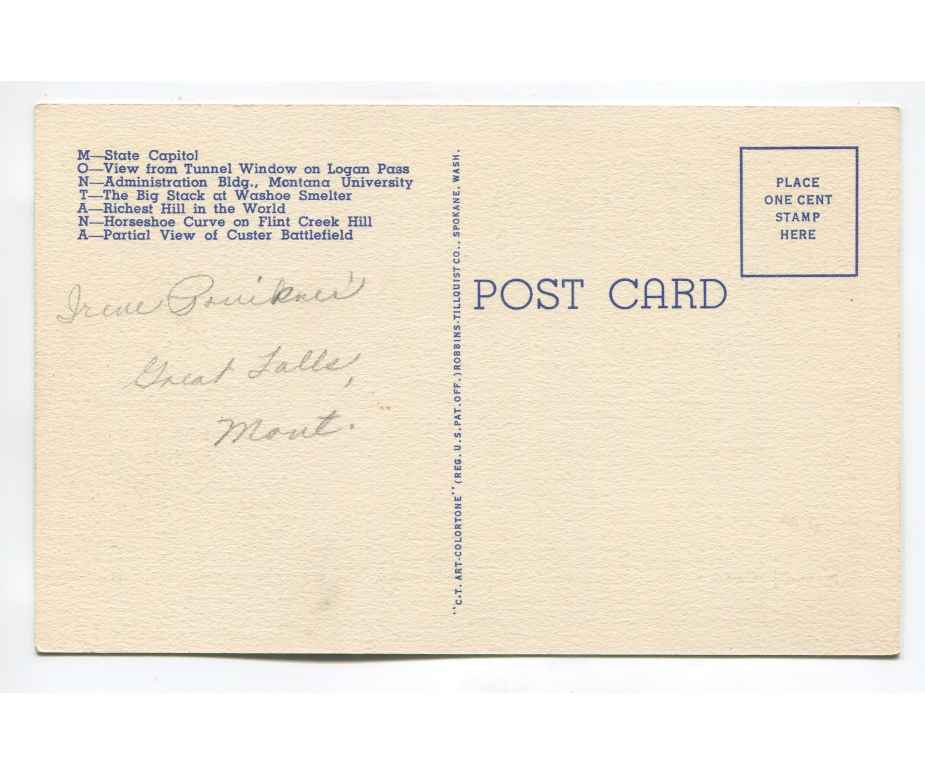 M—State Capitol
O—View from Tunnel Window on Logan Pass
N—Administration Bldg., Montana University
T—The Big Stack at Washoe Smelter
A—Richest Hill in the World
N—Horseshoe Curve on Flint Creek Hill
A—Partial View of Custer Battlefield
Irene
Great Falls,
Mont.
"C.T. ART-COLORTONE" (REG. U.S. PAT. OFF.) ROBBINS-TILLQUIST CO., SPOKANE, WASH.
POST CARD
PLACE
ONE CENT
STAMP
HERE